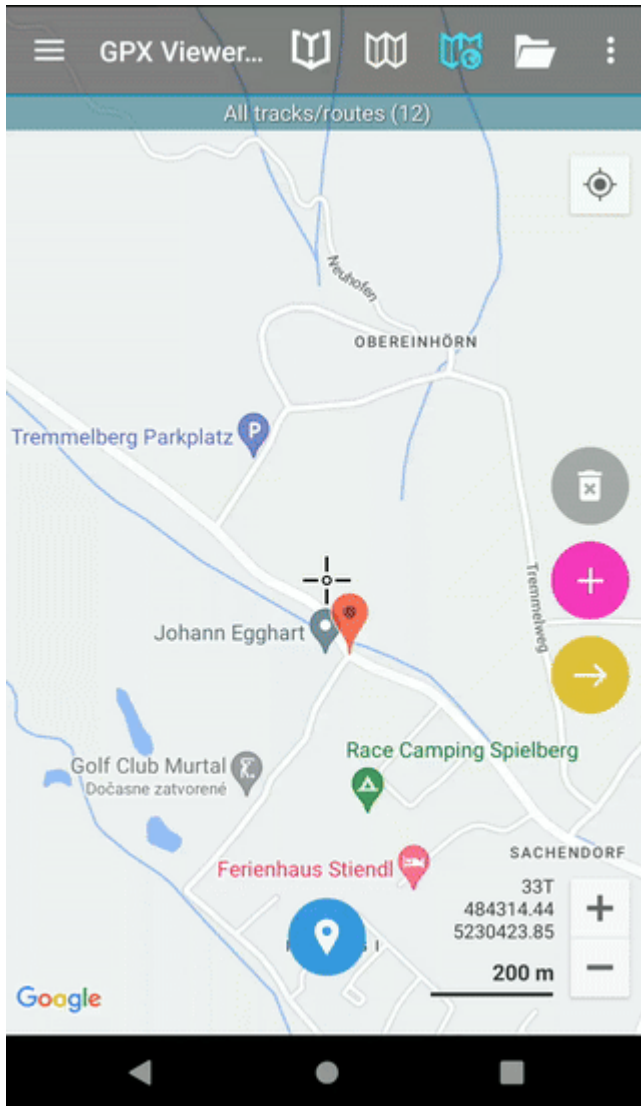 GPX Viewer...
All tracks/routes (12)
Neuhofen
OBEREINHÖRN
P
Tremmelberg Parkplatz
Tremmelweg
Johann Egghart
Race Camping Spielberg
Golf Club Murtal
Dočasne zatvorené
SACHENDORF
Ferienhaus Stiendl
33T
484314.44
5230423.85
200 m
Google